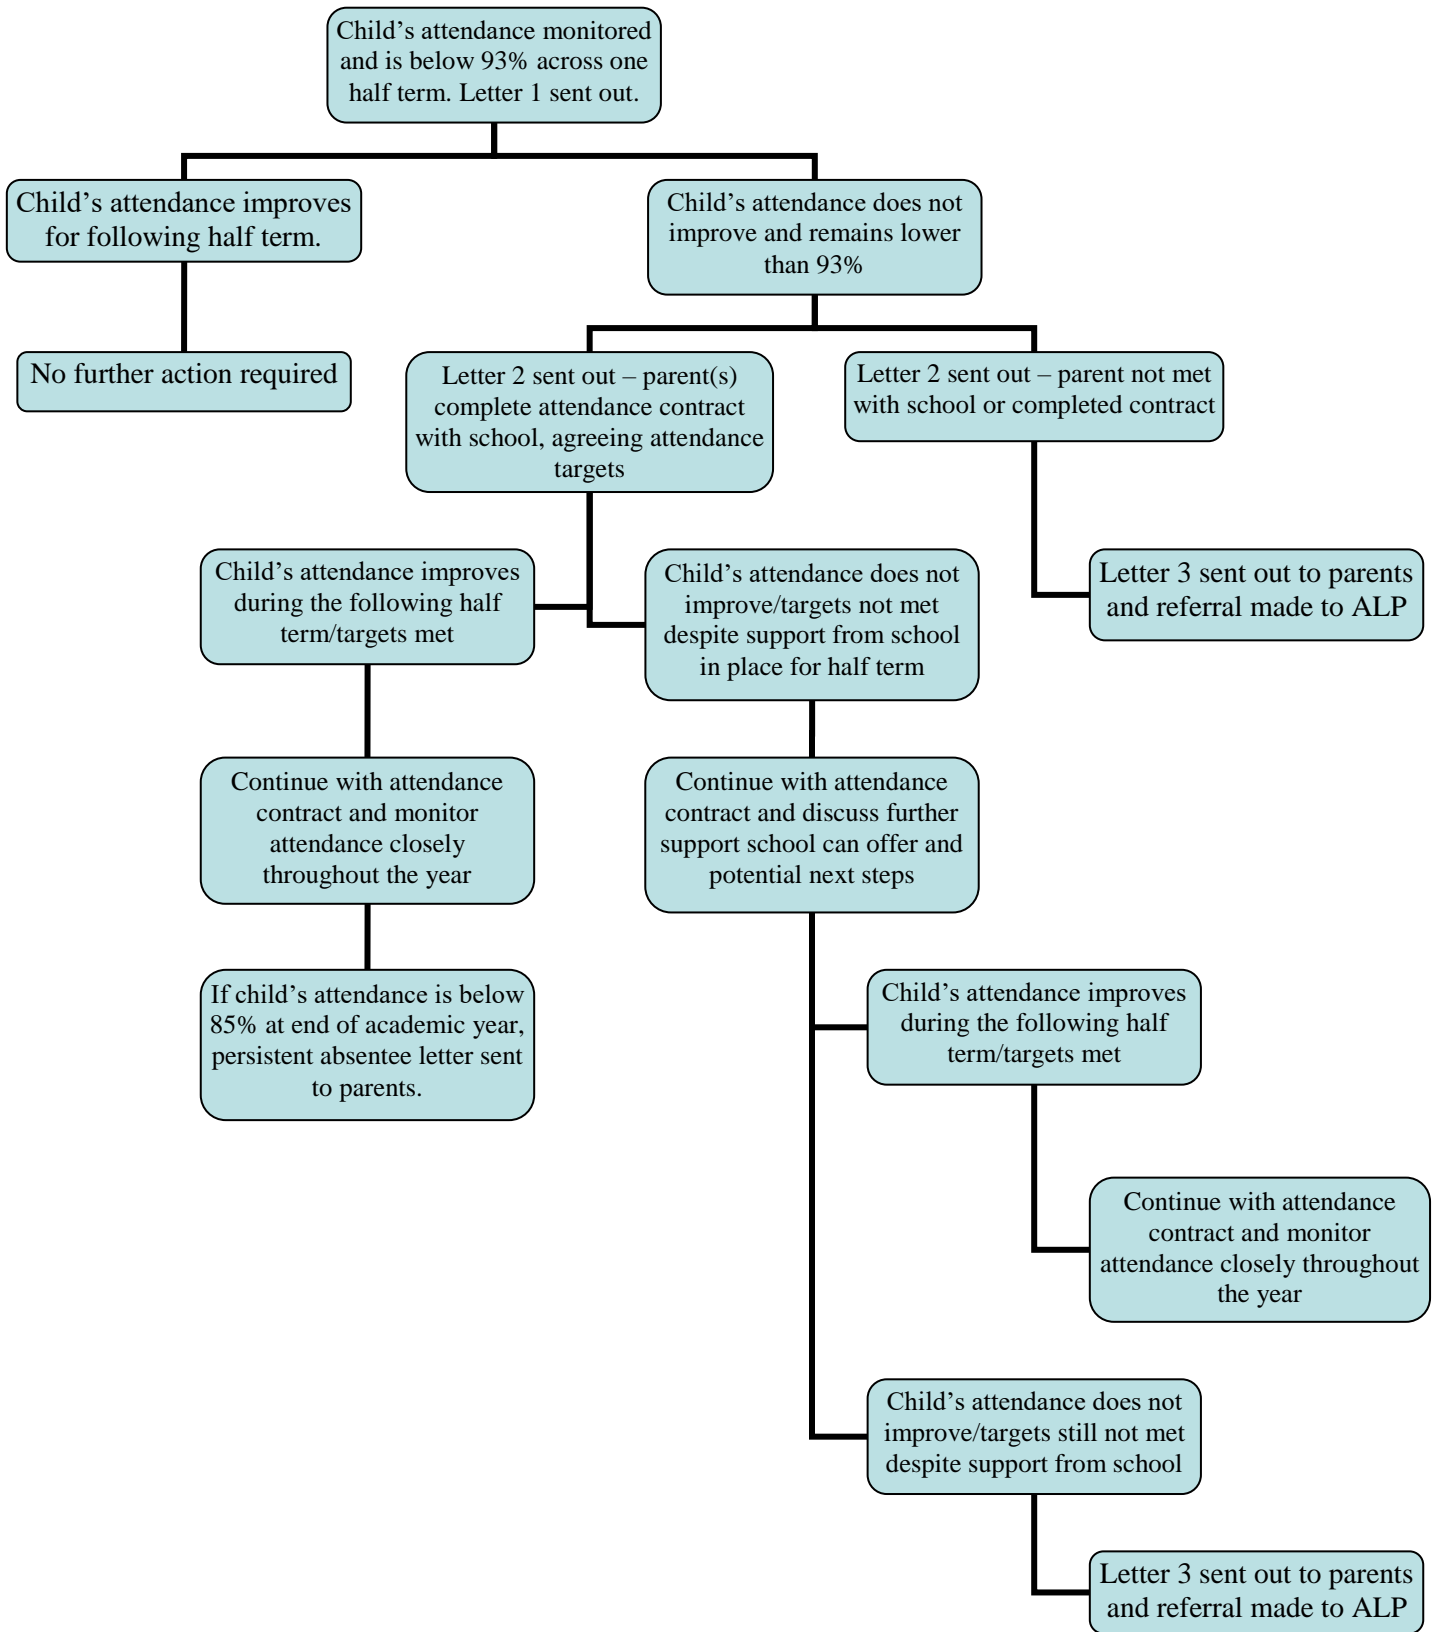 Child’s attendance monitored
and is below 93% across one
half term. Letter 1 sent out.
Child’s attendance improves
for following half term.
Child’s attendance does not
improve and remains lower
than 93%
No further action required
Letter 2 sent out – parent(s)
complete attendance contract
with school, agreeing attendance
targets
Letter 2 sent out – parent not met
with school or completed contract
Child’s attendance improves
during the following half
term/targets met
Child’s attendance does not
improve/targets not met
despite support from school
in place for half term
Letter 3 sent out to parents
and referral made to ALP
Continue with attendance
contract and monitor
attendance closely
throughout the year
Continue with attendance
contract and discuss further
support school can offer and
potential next steps
If child’s attendance is below
85% at end of academic year,
persistent absentee letter sent
to parents.
Child’s attendance improves
during the following half
term/targets met
Continue with attendance
contract and monitor
attendance closely throughout
the year
Child’s attendance does not
improve/targets still not met
despite support from school
Letter 3 sent out to parents
and referral made to ALP